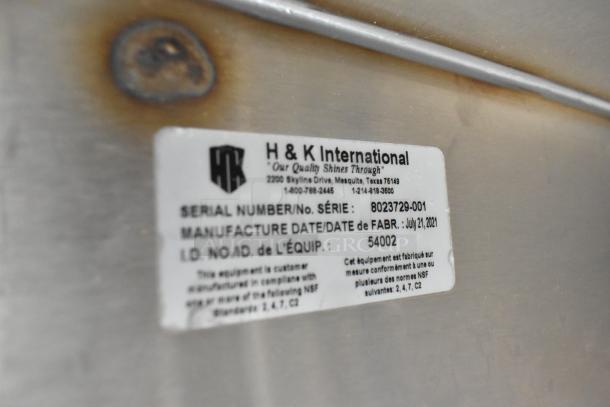 HK
H & K International
"Our Quality Shines Through"
2200 Skyline Drive, Mesquite, Texas 75149
1-800-788-2445 1-214-818-3500
SERIAL NUMBER/No. SÉRIE : 8023729-001
MANUFACTURE DATE/DATE de FABR. : July 21, 2021
I.D. NO./ID. de L'ÉQUIP. : 54002
This equipment is customer
manufactured in compliane with
one or more of the following NSF
Standards: 2, 4, 7, C2
Cet équipement est fabriqué sur
mesure conformément à une ou
plusieurs des normes NSF
suivantes: 2, 4, 7, C2